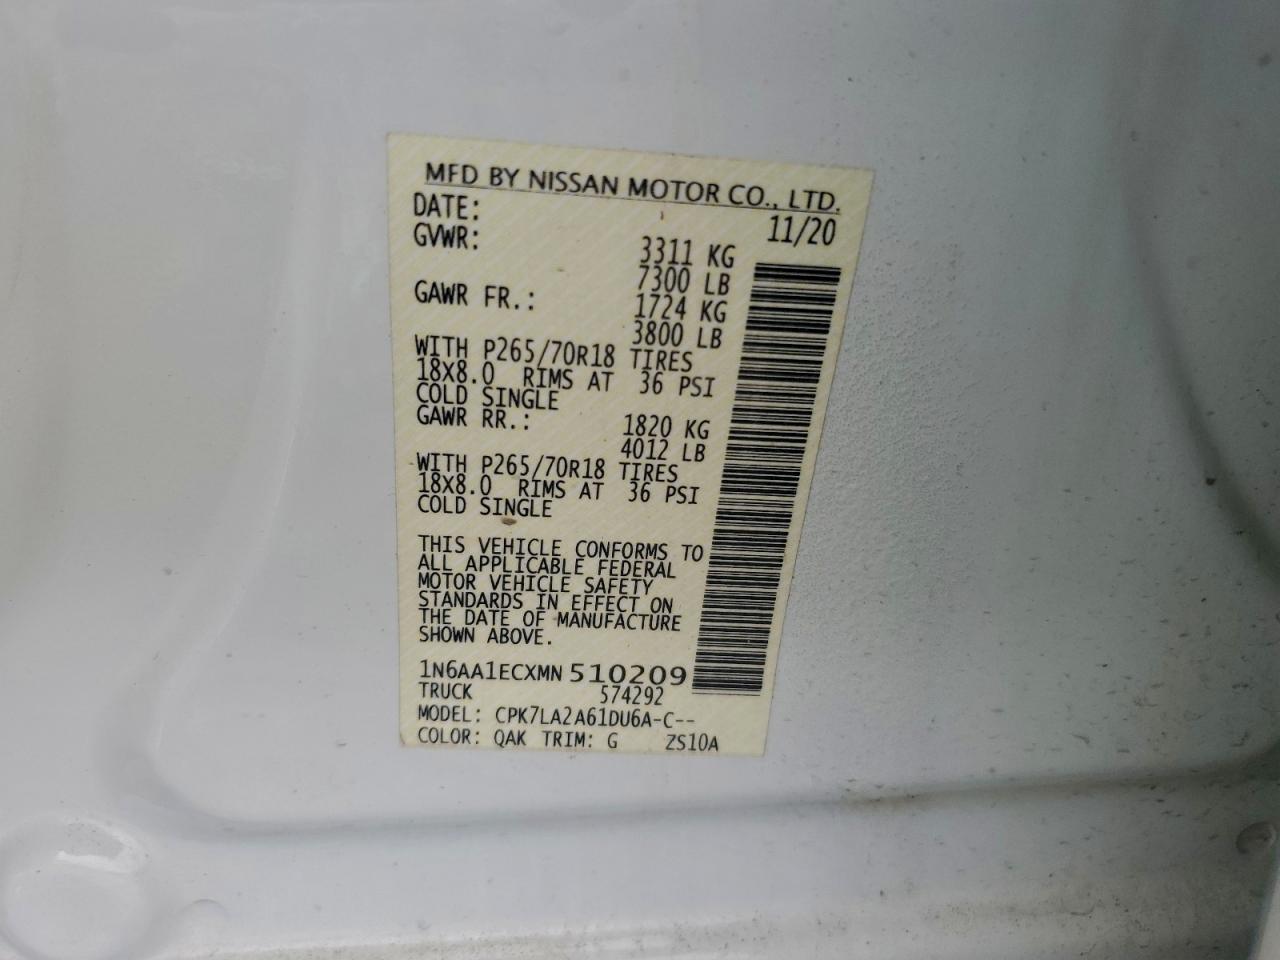 MFD BY NISSAN MOTOR CO., LTD.
DATE: 11/20
GVWR: 3311 KG
7300 LB
GAWR FR.: 1724 KG
3800 LB
WITH P265/70R18 TIRES
18X8.0 RIMS AT 36 PSI
COLD SINGLE
GAWR RR.: 1820 KG
4012 LB
WITH P265/70R18 TIRES
18X8.0 RIMS AT 36 PSI
COLD SINGLE
THIS VEHICLE CONFORMS TO
ALL APPLICABLE FEDERAL
MOTOR VEHICLE SAFETY
STANDARDS IN EFFECT ON
THE DATE OF MANUFACTURE
SHOWN ABOVE.
1N6AA1ECXMN 510209
TRUCK 574292
MODEL: CPK7LA2A61DU6A-C--
COLOR: QAK TRIM: G ZS10A